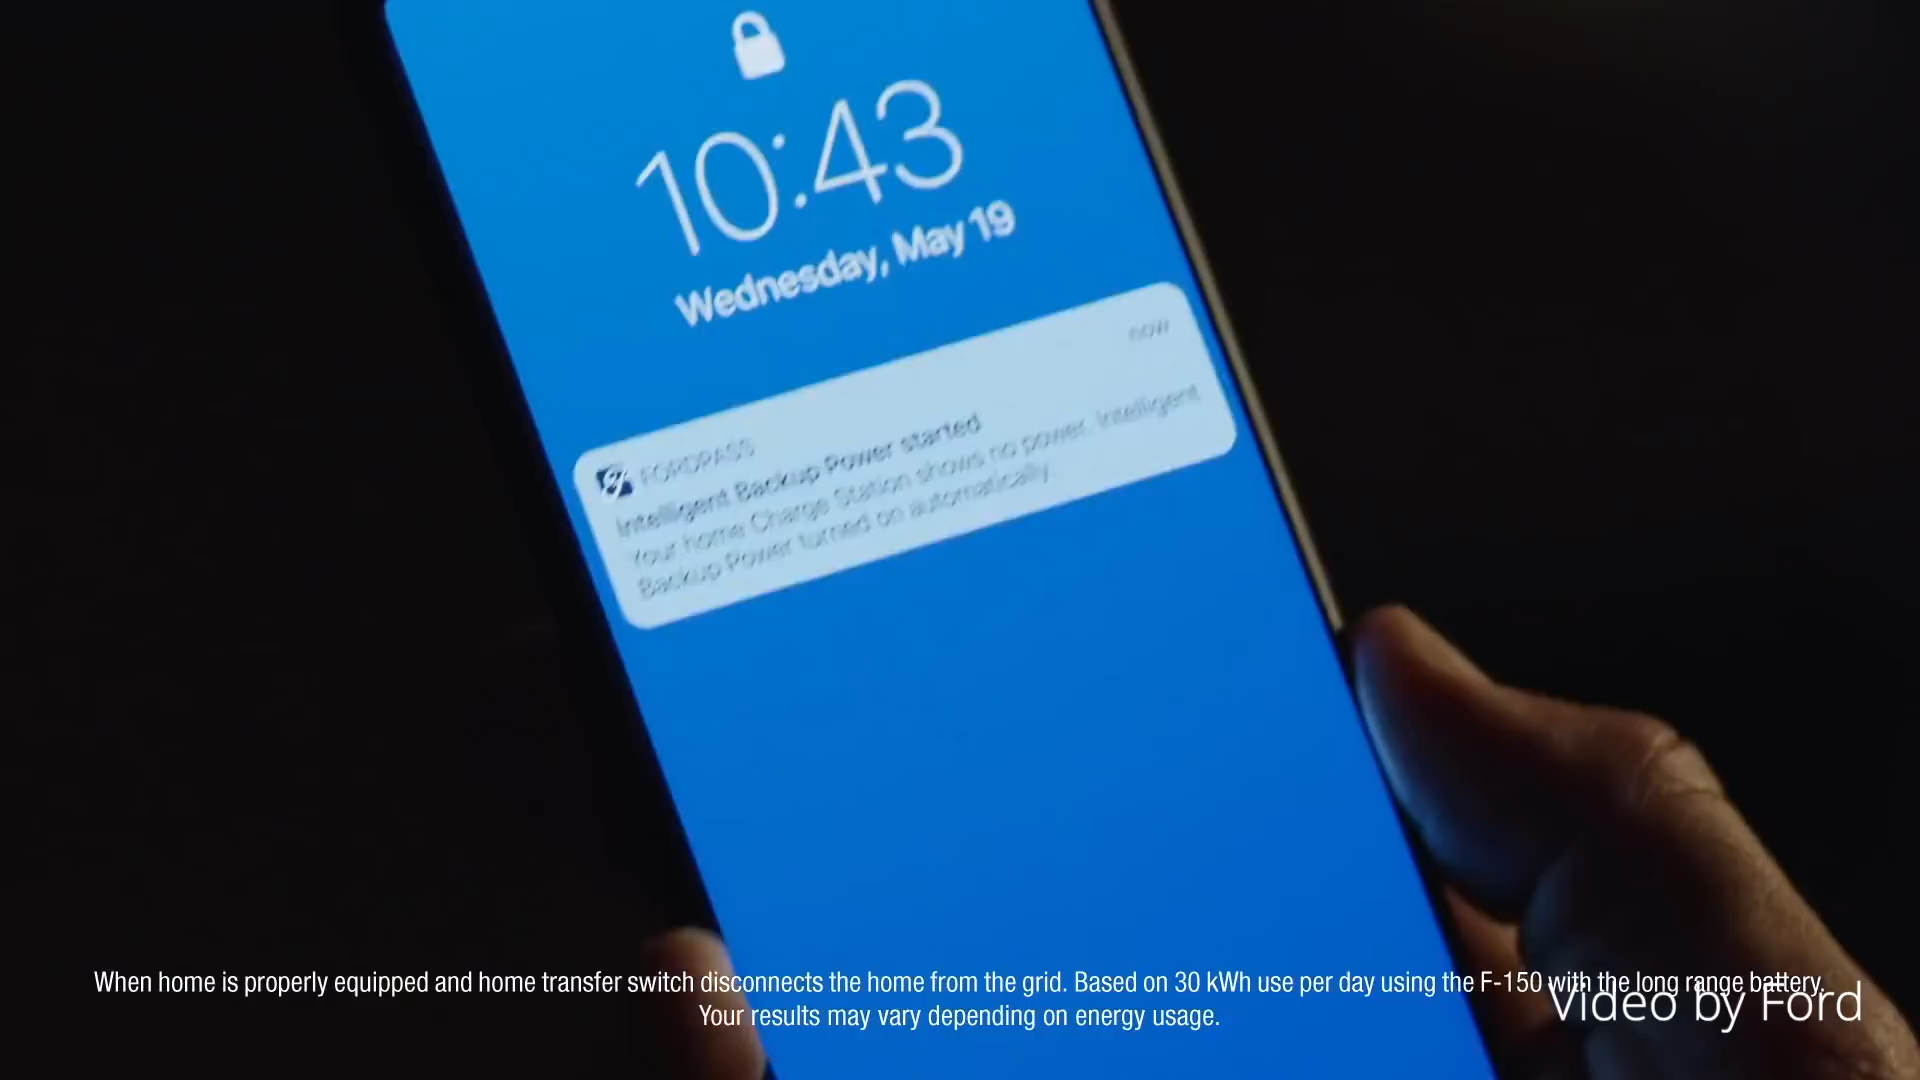 10:43
Wednesday, May 19
FORDPASS
now
Intelligent Backup Power started
Your home Charge Station shows no power. Intelligent
Backup Power turned on automatically.
When home is properly equipped and home transfer switch disconnects the home from the grid. Based on 30 kWh use per day using the F-150 with the long range battery.
Your results may vary depending on energy usage.
Video by Ford